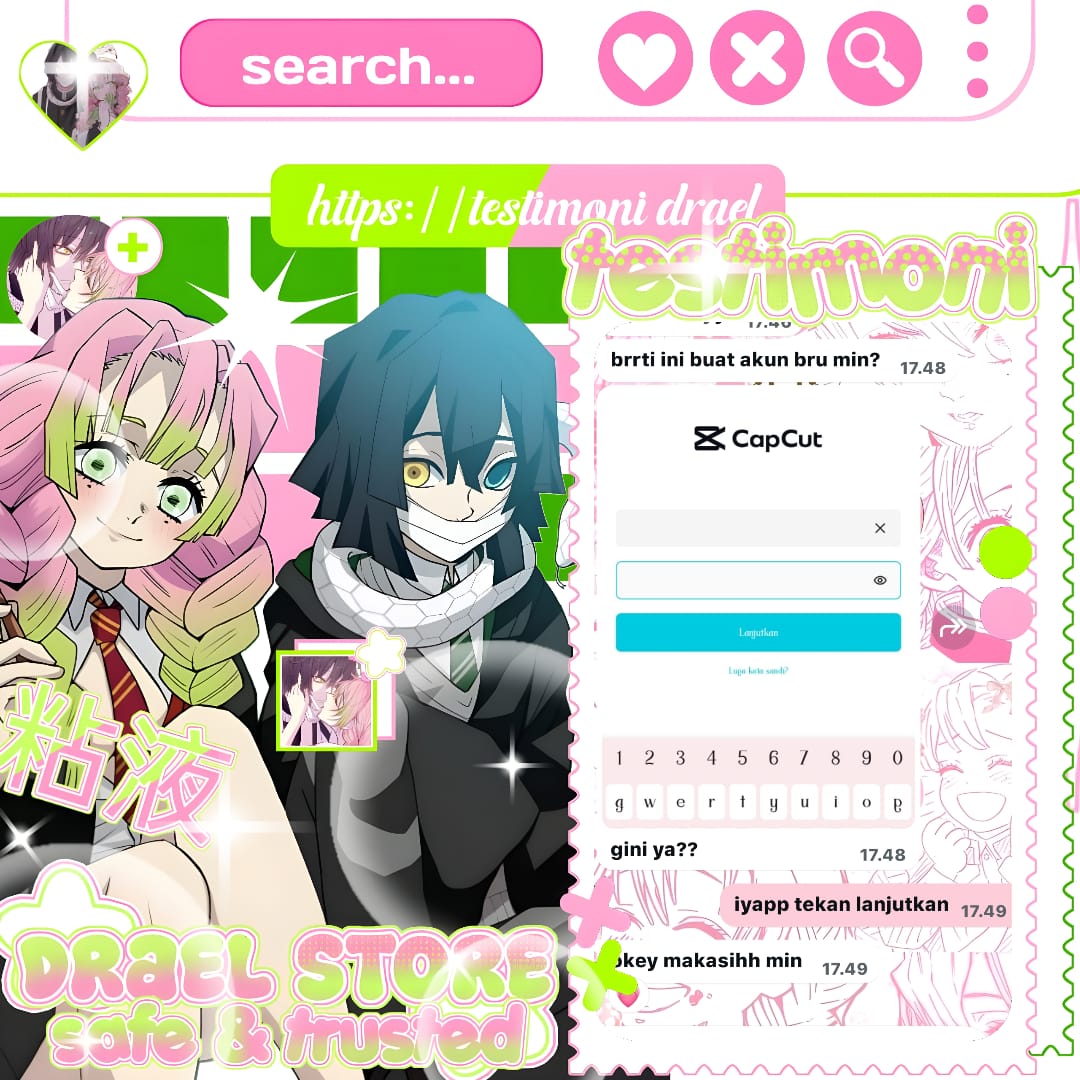 search...
https://testimoni drael
testimoni
17.46
brrti ini buat akun bru min? 17.48
CapCut
Lanjutkan
Lupa kata sandi?
1 2 3 4 5 6 7 8 9 0
q w e r t y u i o p
gini ya?? 17.48
iyapp tekan lanjutkan 17.49
okey makasihh min 17.49
粘液
DRAEL STORE
safe & trusted